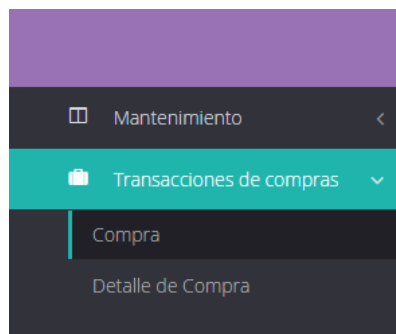 Mantenimiento
Transacciones de compras
Compra
Detalle de Compra